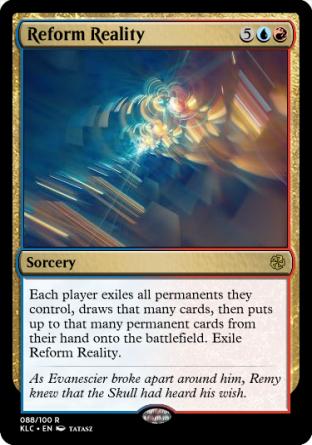 Reform Reality 5
Sorcery
Each player exiles all permanents they
control, draws that many cards, then puts
up to that many permanent cards from
their hand onto the battlefield. Exile
Reform Reality.
As Evanescier broke apart around him, Remy
knew that the Skull had heard his wish.
088/100 R
KLC • EN TATASZ